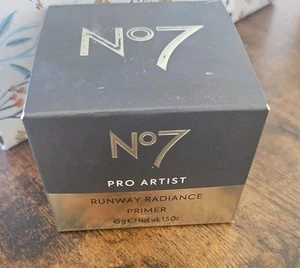 No7
No7
PRO ARTIST
RUNWAY RADIANCE
PRIMER
45 g ℮ Net wt. 1.5 Oz